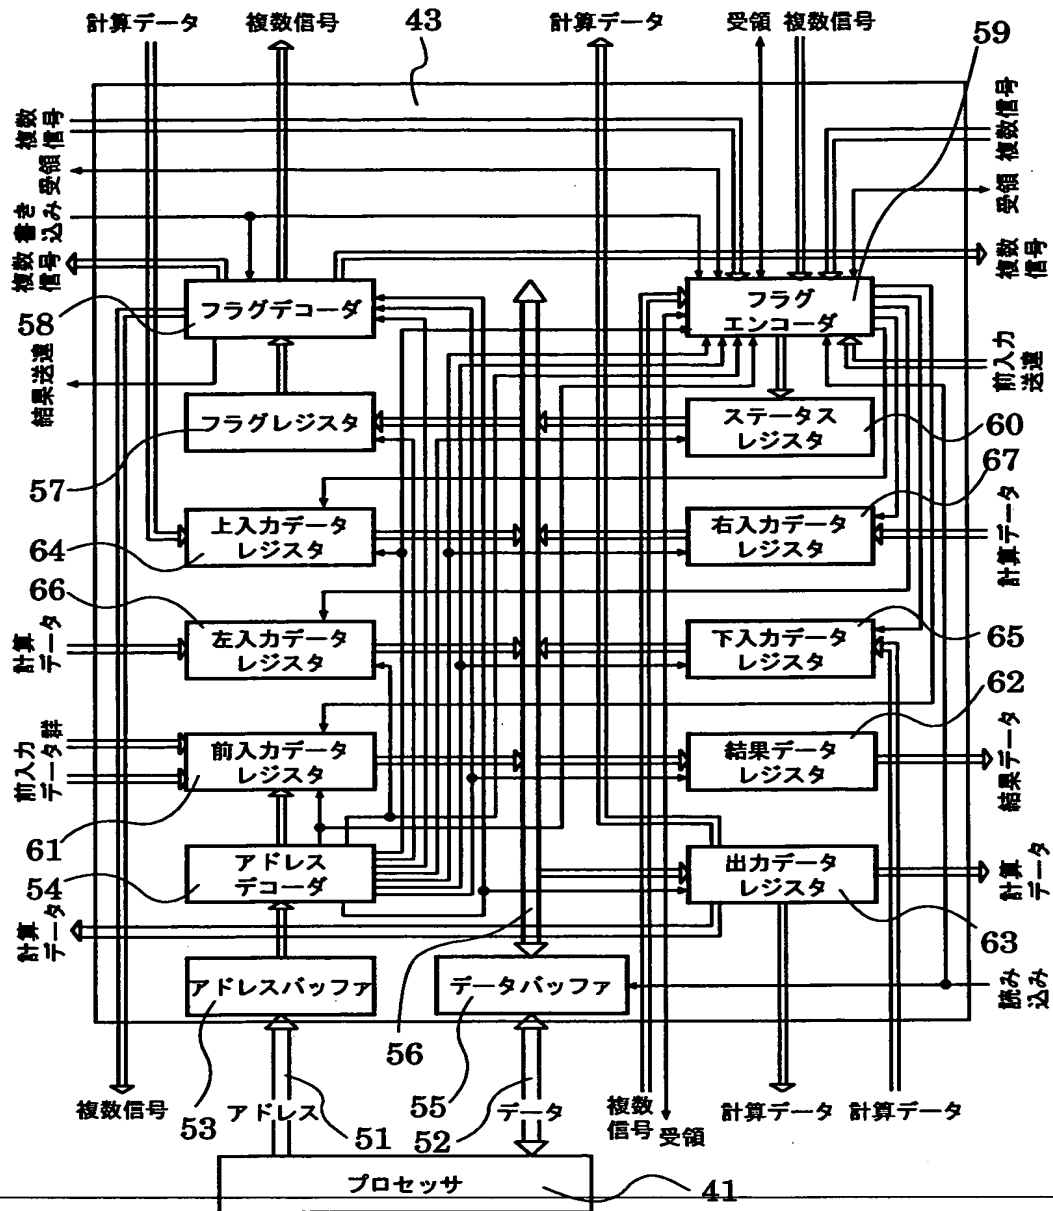 計算データ
複数信号
43
計算データ
受領
複数信号
59
複数
信号
複数信号
受領
受領
書き
込み
複数
信号
複数
信号
58
フラグデコーダ
フラグ
エンコーダ
結果送達
前入力
送達
フラグレジスタ
ステータス
レジスタ
60
57
67
64
上入力データ
レジスタ
右入力データ
レジスタ
計算データ
66
計算
データ
左入力データ
レジスタ
下入力データ
レジスタ
65
62
前入力
データ群
前入力データ
レジスタ
結果データ
レジスタ
結果データ
61
54
アドレス
デコーダ
出力データ
レジスタ
計算
データ
計算
データ
63
アドレスバッファ
データバッファ
読み
込み
56
複数信号
53
アドレス
51
55
52
データ
複数
信号
受領
計算データ
計算データ
プロセッサ
41